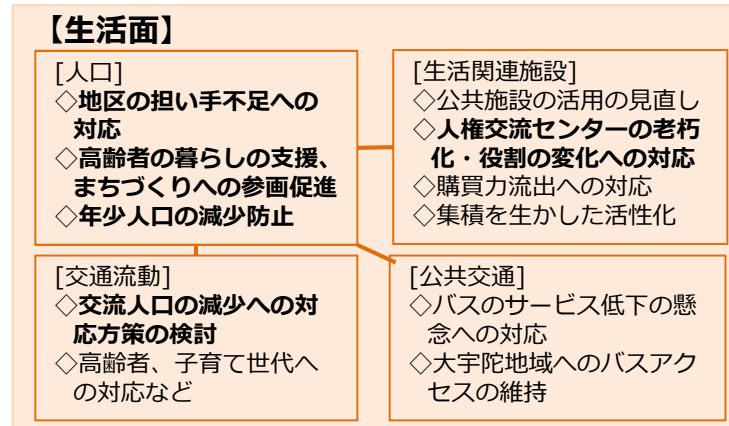 【生活面】
[人口]
◇地区の担い手不足への
対応
◇高齢者の暮らしの支援、
まちづくりへの参画促進
◇年少人口の減少防止
[生活関連施設]
◇公共施設の活用の見直し
◇人権交流センターの老朽
化・役割の変化への対応
◇購買力流出への対応
◇集積を生かした活性化
[交通流動]
◇交流人口の減少への対
応方策の検討
◇高齢者、子育て世代へ
の対応など
[公共交通]
◇バスのサービス低下の懸
念への対応
◇大宇陀地域へのバスアク
セスの維持